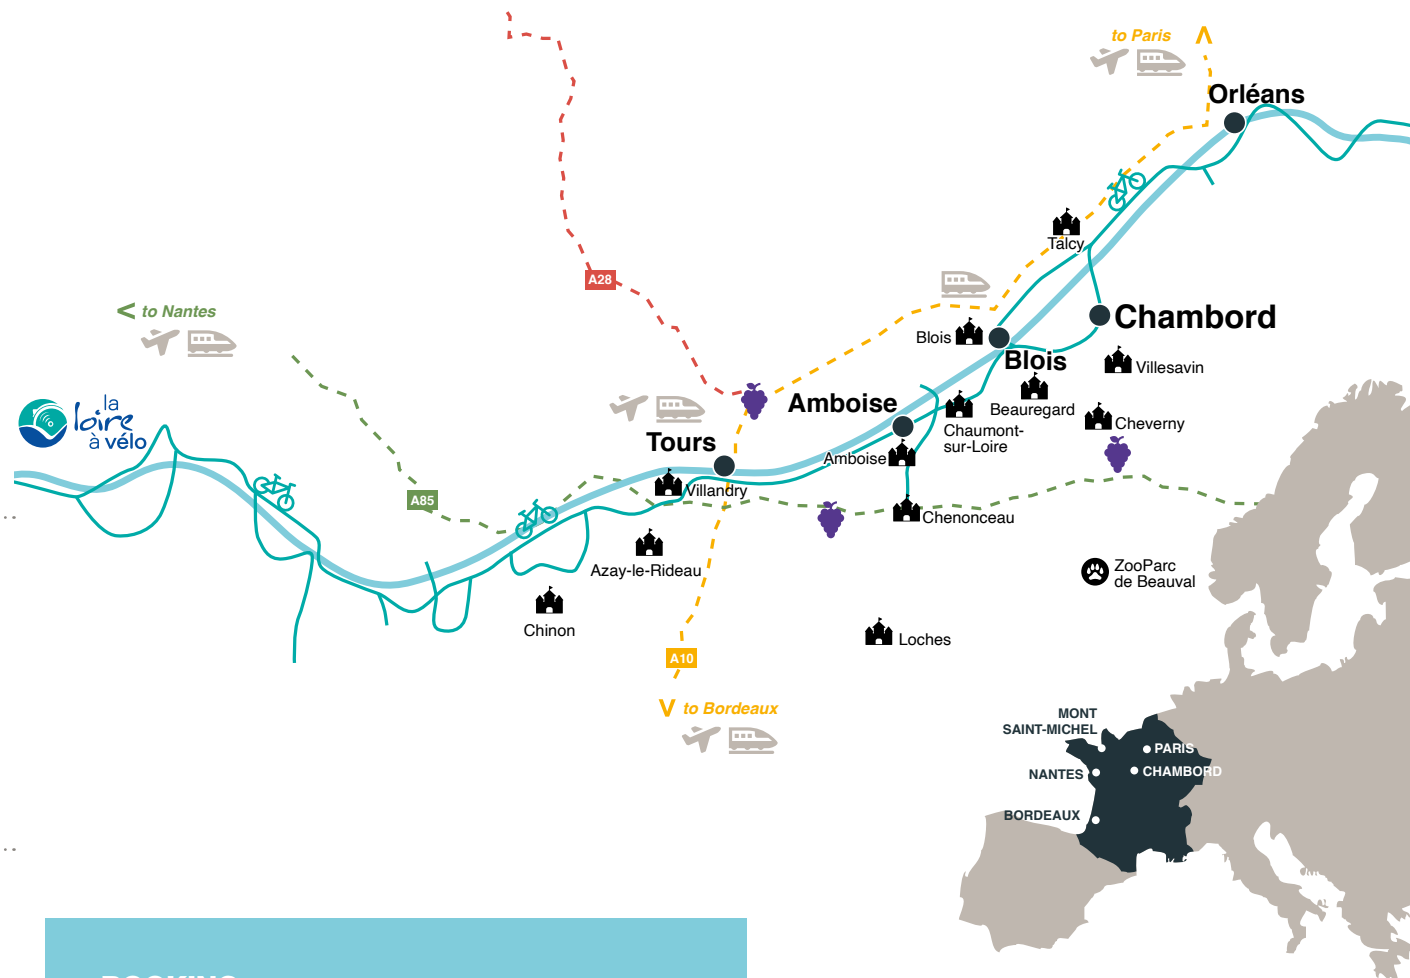 to Paris
Orléans
Talcy
A28
< to Nantes
Chambord
Blois
Blois
Villesavin
Beauregard
Amboise
Cheverny
Chaumont-
sur-Loire
la
loire
à vélo
Tours
Amboise
Villandry
A85
Chenonceau
Azay-le-Rideau
ZooParc
de Beauval
Chinon
Loches
A10
to Bordeaux
MONT
SAINT-MICHEL
PARIS
CHAMBORD
NANTES
BORDEAUX